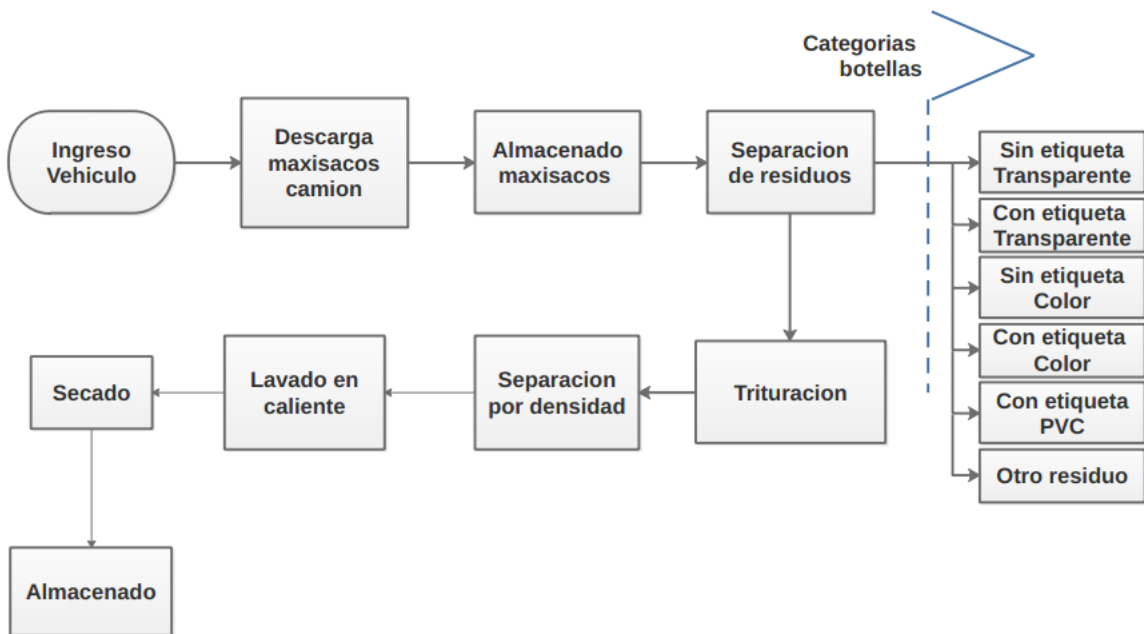 Categorias
botellas
Ingreso
Vehiculo
Descarga
maxisacos
camion
Almacenado
maxisacos
Separacion
de residuos
Sin etiqueta
Transparente
Con etiqueta
Transparente
Sin etiqueta
Color
Con etiqueta
Color
Con etiqueta
PVC
Otro residuo
Trituracion
Separacion
por densidad
Lavado en
caliente
Secado
Almacenado